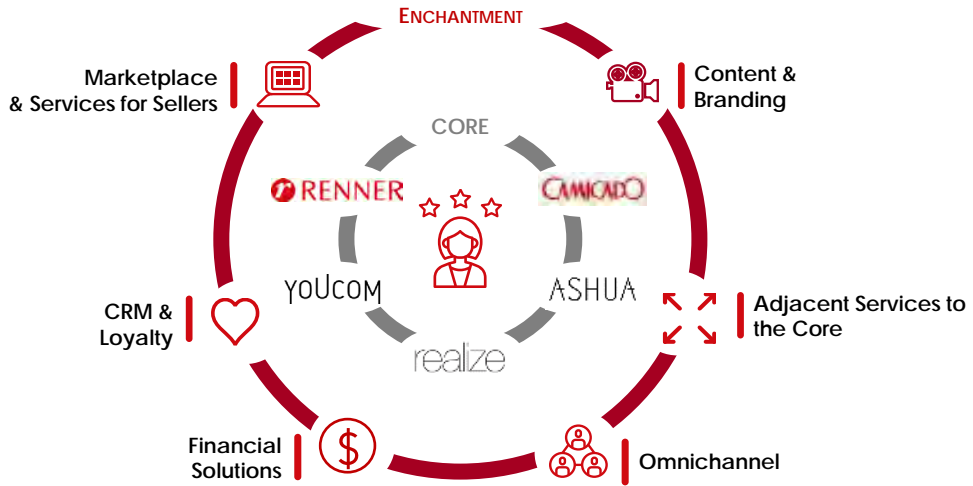 ENCHANTMENT
Marketplace
& Services for Sellers
Content &
Branding
CORE
RENNER
CAMICADO
YOUCOM
ASHUA
CRM &
Loyalty
Adjacent Services to
the Core
realize
Financial
Solutions
$
Omnichannel